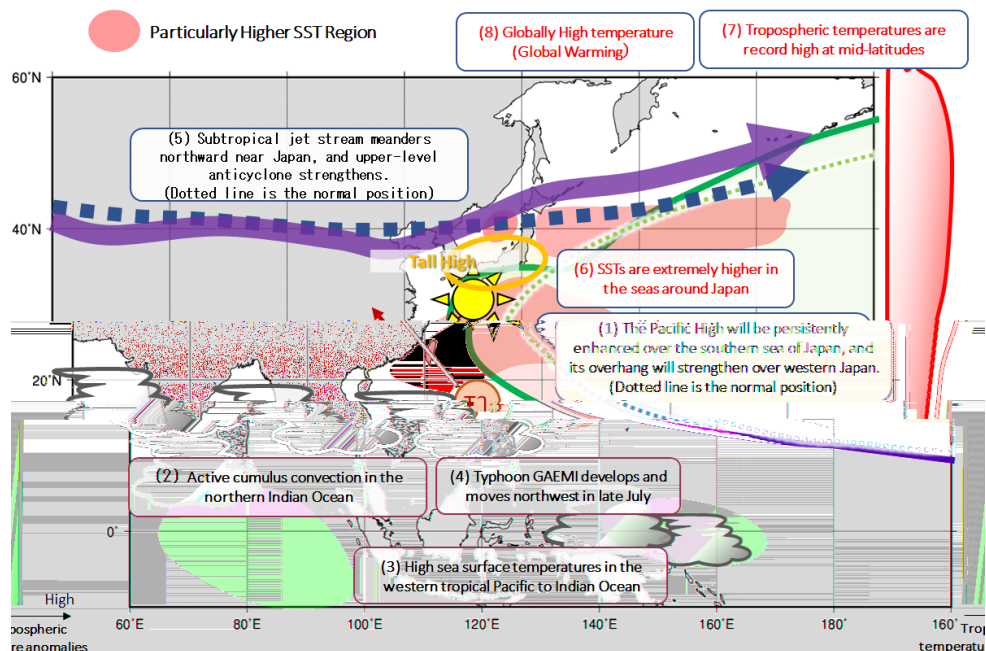 Particularly Higher SST Region
(8) Globally High temperature
(Global Warming)
(7) Tropospheric temperatures are
record high at mid-latitudes
60°N
(5) Subtropical jet stream meanders
northward near Japan, and upper-level
anticyclone strengthens.
(Dotted line is the normal position)
40°N
Tall High
(6) SSTs are extremely higher in
the seas around Japan
(1) The Pacific High will be persistently
enhanced over the southern sea of Japan, and
its overhang will strengthen over western Japan.
(Dotted line is the normal position)
20°N
(2) Active cumulus convection in the
northern Indian Ocean
(4) Typhoon GAEMI develops and
moves northwest in late July
0°
(3) High sea surface temperatures in the
western tropical Pacific to Indian Ocean
High
60°E
80°E
100°E
120°E
140°E
160°E
180°
160°
pospheric
re anomalies
Trop
temperatu